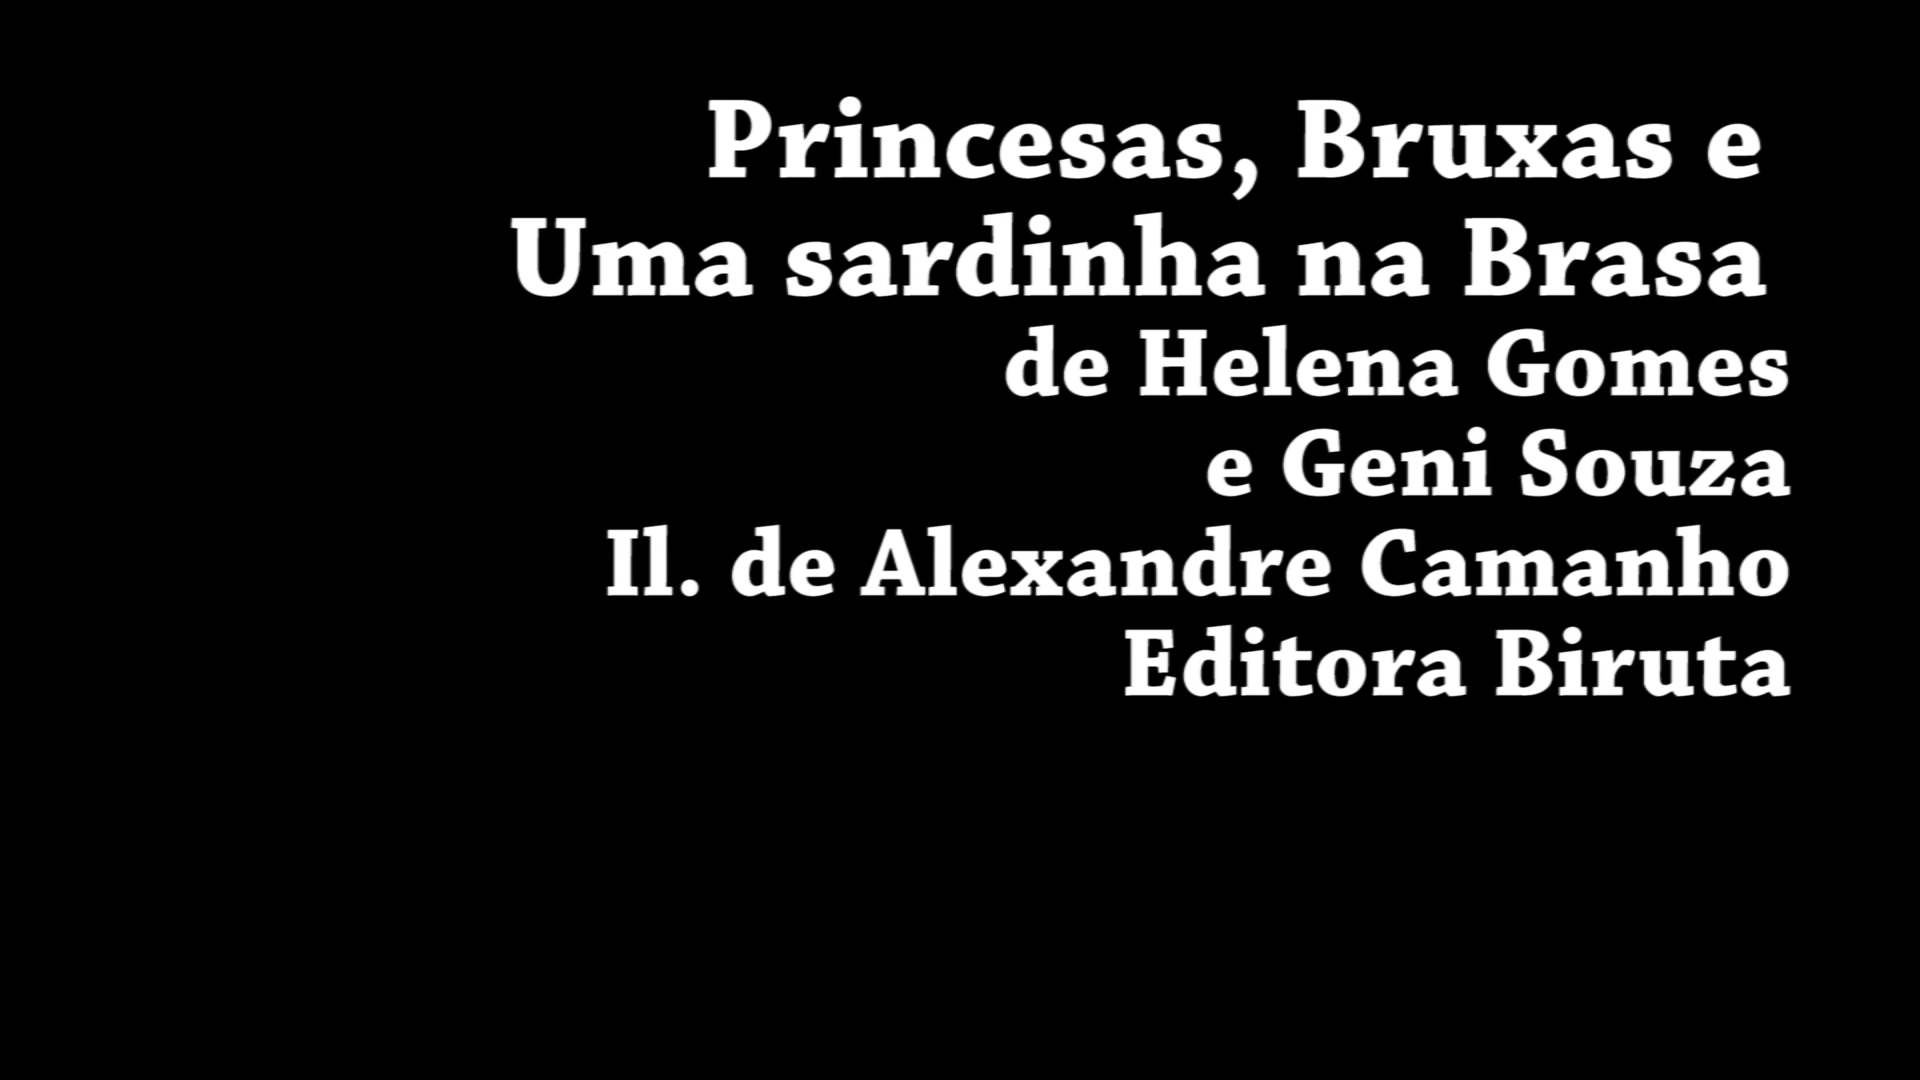 Princesas, Bruxas e
Uma sardinha na Brasa
de Helena Gomes
e Geni Souza
Il. de Alexandre Camanho
Editora Biruta